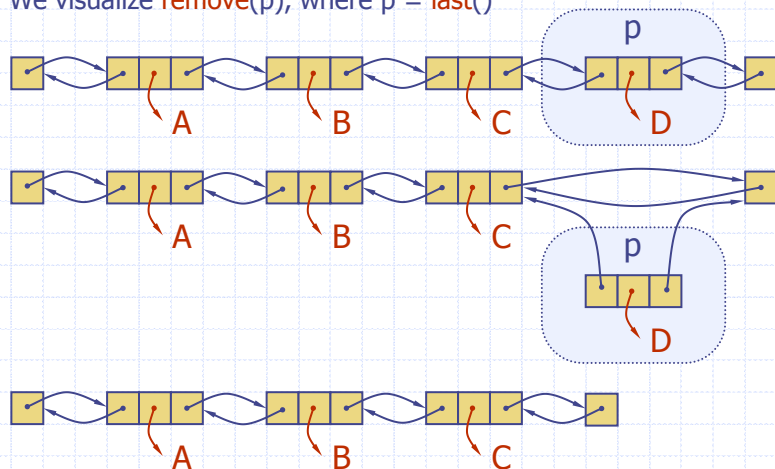 We visualize remove(p), where p = last()
p
A B C D
p
A B C
D
A B C